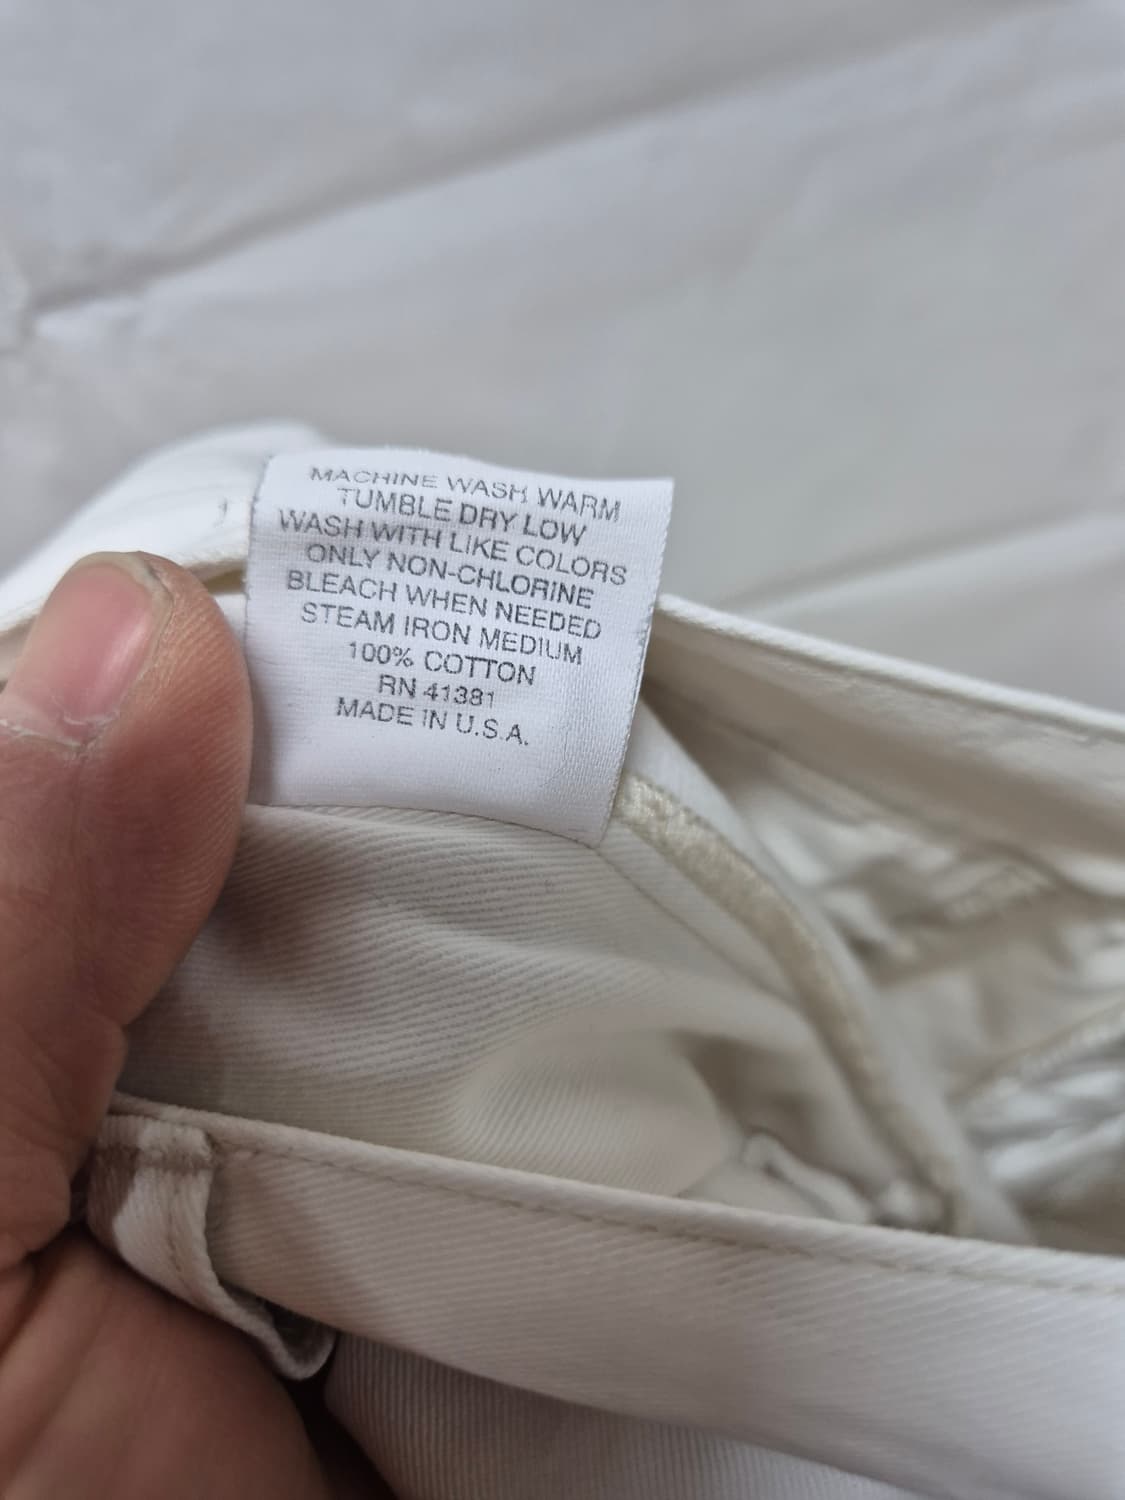 MACHINE WASH WARM
TUMBLE DRY LOW
WASH WITH LIKE COLORS
ONLY NON-CHLORINE
BLEACH WHEN NEEDED
STEAM IRON MEDIUM
100% COTTON
RN 41381
MADE IN U.S.A.